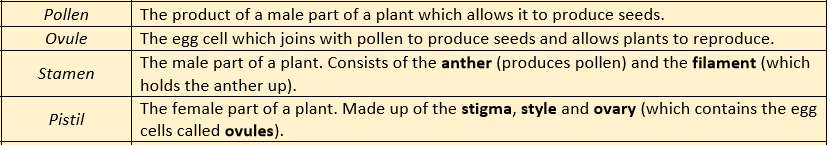 Pollen The product of a male part of a plant which allows it to produce seeds.
Ovule The egg cell which joins with pollen to produce seeds and allows plants to reproduce.
Stamen The male part of a plant. Consists of the anther (produces pollen) and the filament (which
holds the anther up).
Pistil The female part of a plant. Made up of the stigma, style and ovary (which contains the egg
cells called ovules).